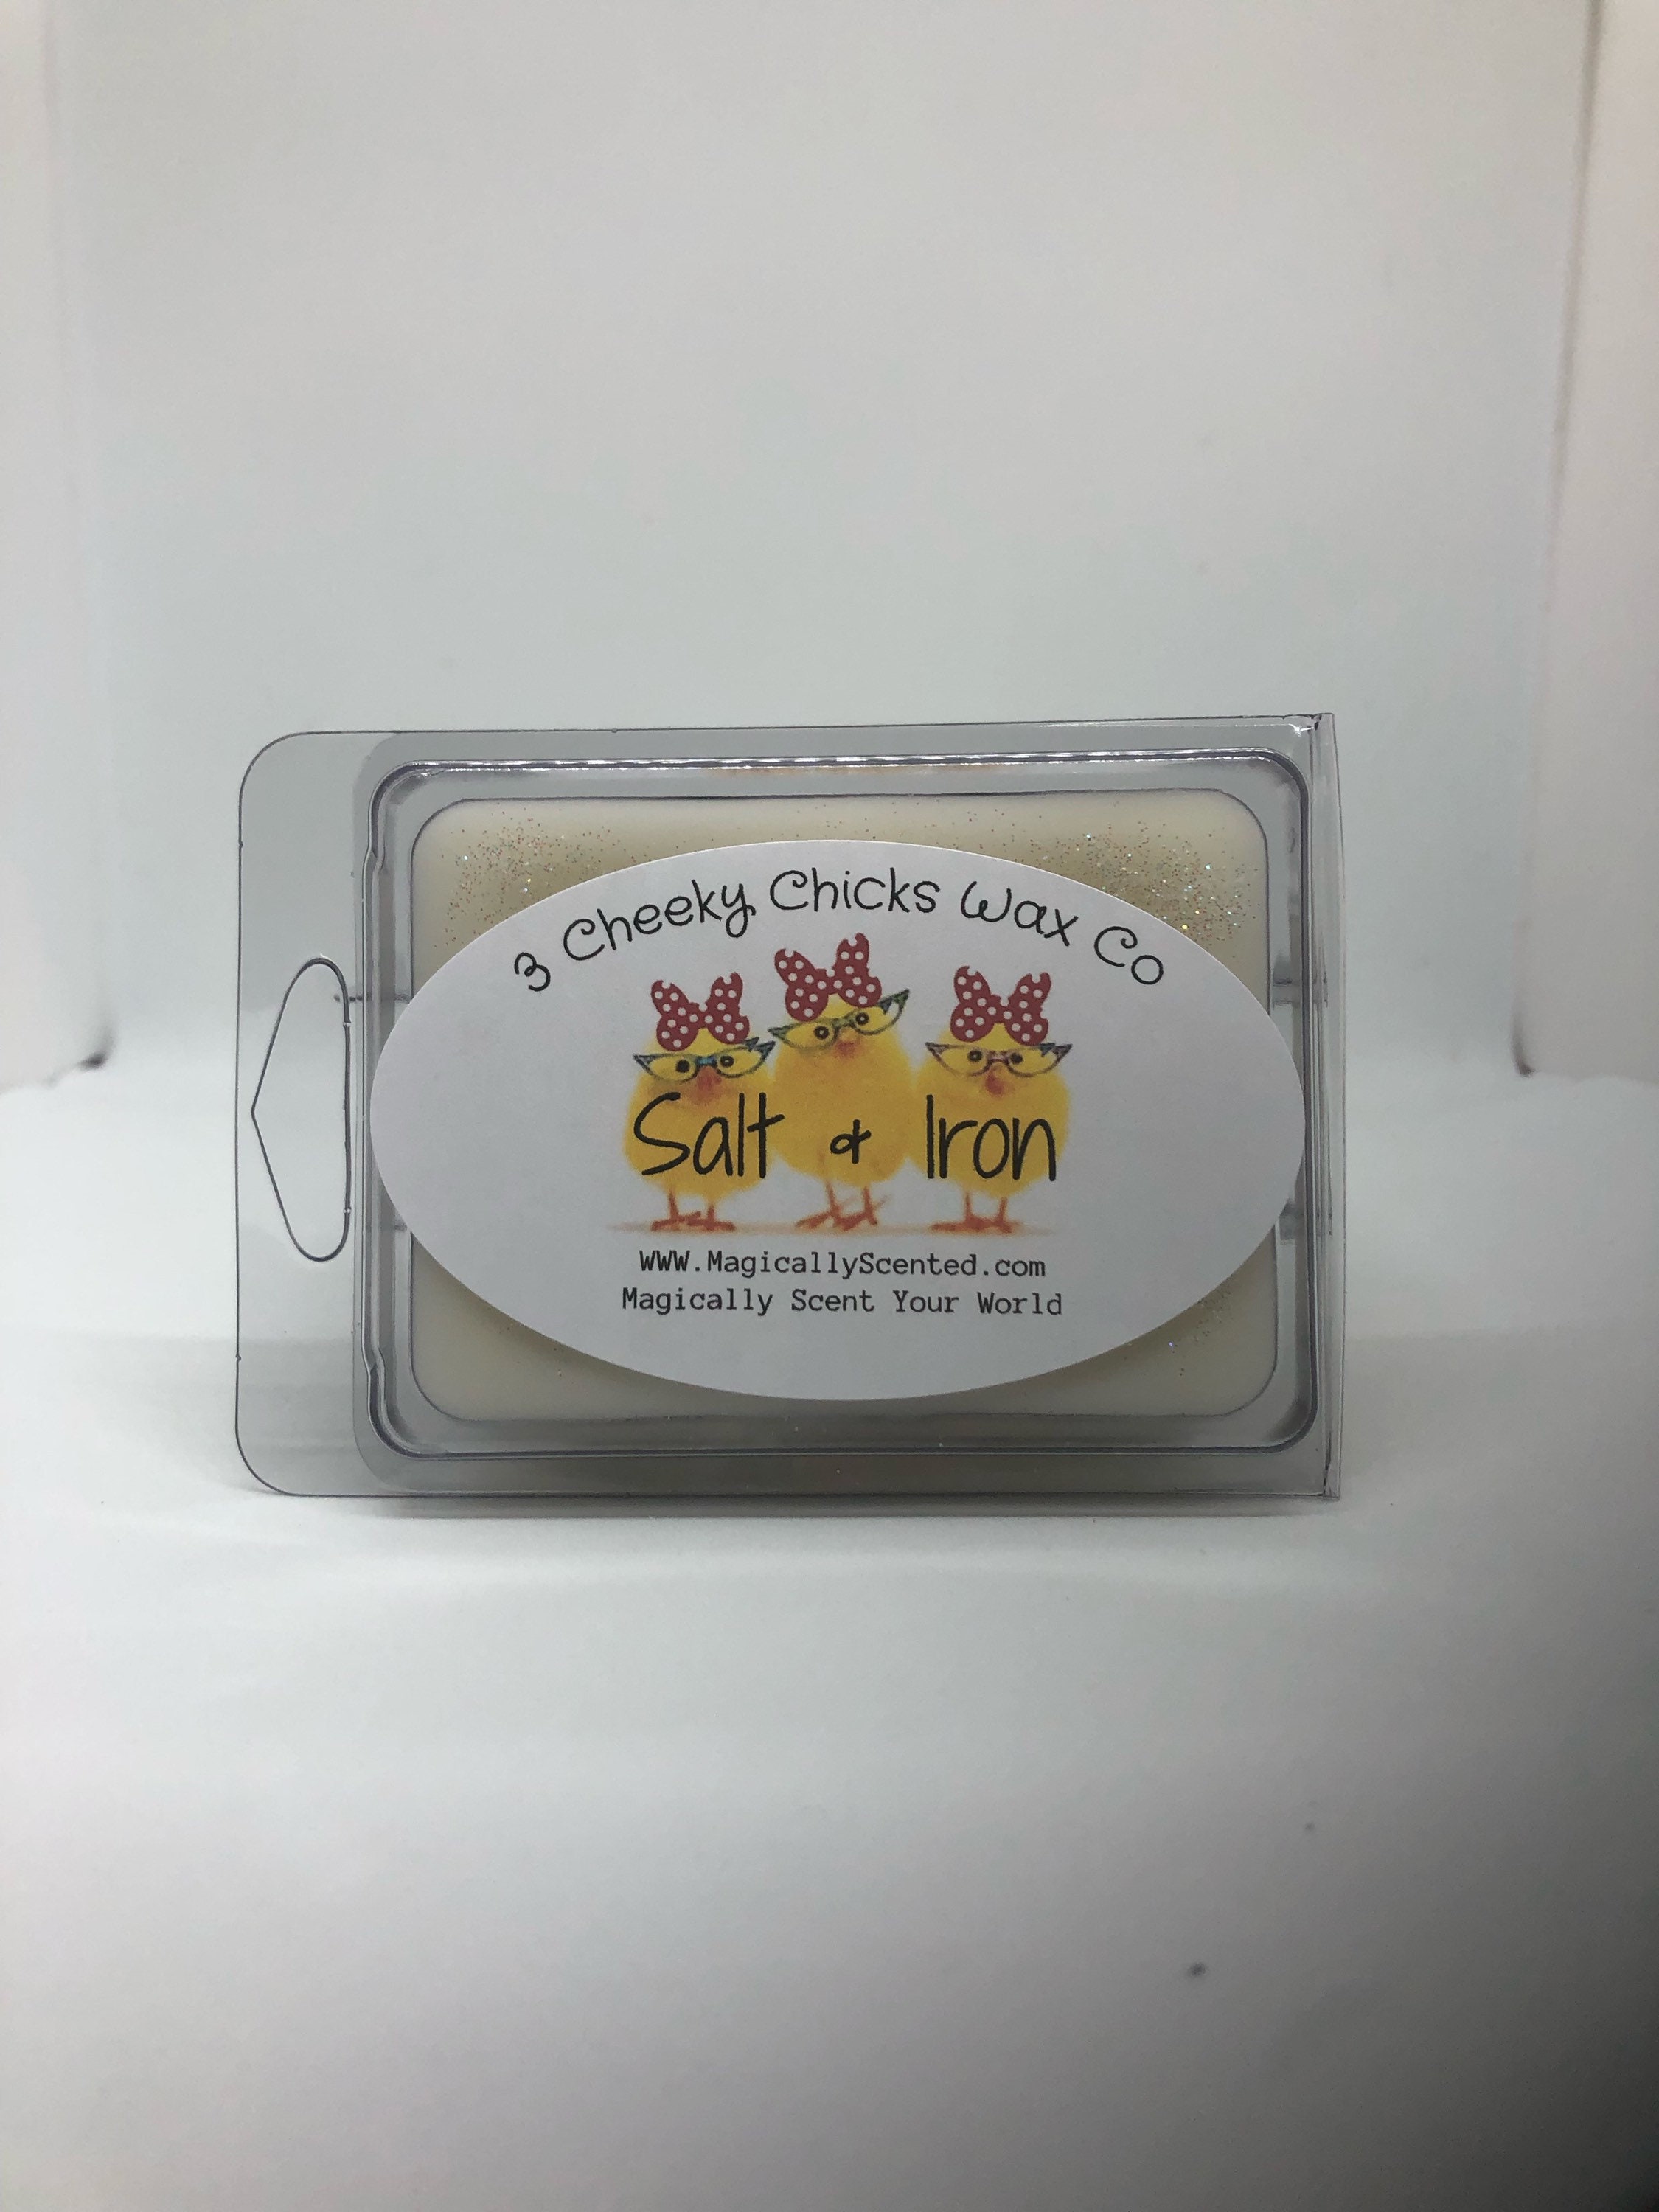 3 Cheeky Chicks Wax Co
Salt & Iron
WWW.MagicallyScented.com
Magically Scent Your World